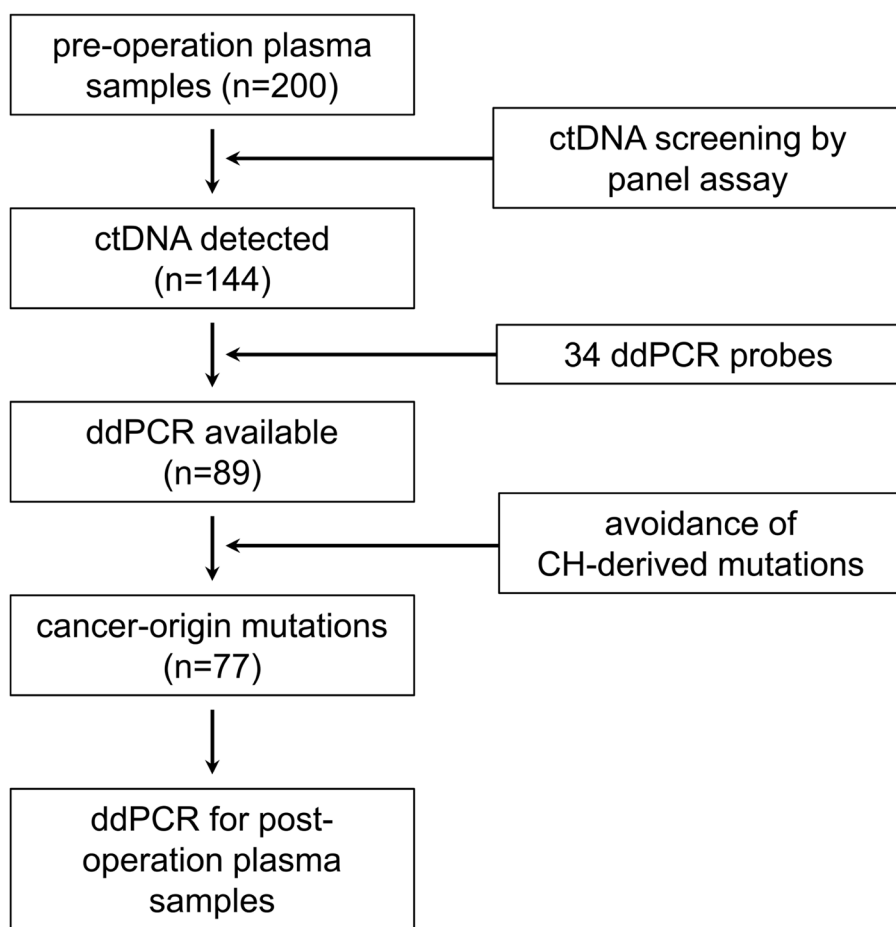 pre-operation plasma
samples (n=200)
ctDNA screening by
panel assay
ctDNA detected
(n=144)
34 ddPCR probes
ddPCR available
(n=89)
avoidance of
CH-derived mutations
cancer-origin mutations
(n=77)
ddPCR for post-
operation plasma
samples